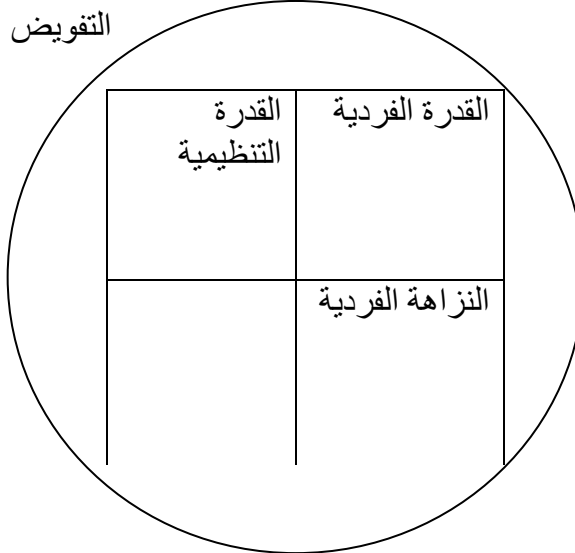 التفويض
القدرة الفردية
القدرة
التنظيمية
النزاهة الفردية